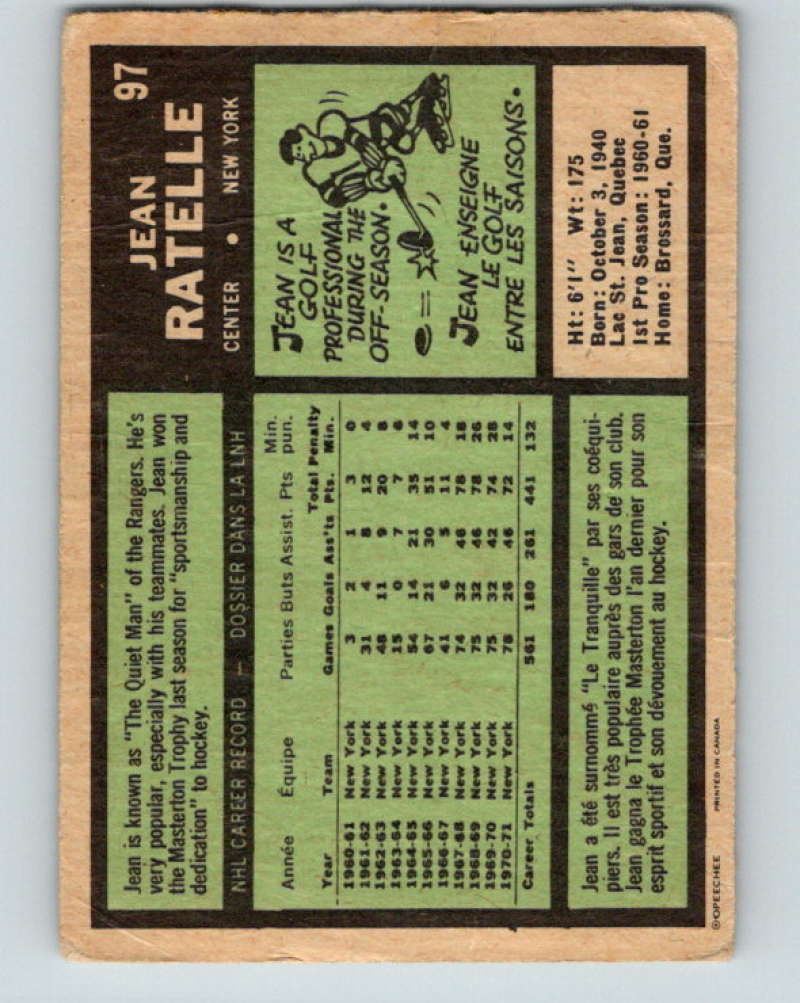 JEAN 97
RATELLE
CENTER • NEW YORK
Jean is known as "The Quiet Man" of the Rangers. He's
very popular, especially with his teammates. Jean won
the Masterton Trophy last season for "sportsmanship and
dedication" to hockey.
NHL CAREER RECORD — DOSSIER DANS LA LNH
Année Équipe Parties Buts Assist. Pts Min. pun.
Year Team Games Goals Ass'ts Total Pts. Penalty Min.
1960-61 New York 3 2 1 3 0
1961-62 New York 31 4 8 12 4
1962-63 New York 48 11 9 20 8
1963-64 New York 15 0 7 7 6
1964-65 New York 54 14 21 35 14
1965-66 New York 67 21 30 51 10
1966-67 New York 41 6 5 11 4
1967-68 New York 74 32 46 78 18
1968-69 New York 75 32 46 78 26
1969-70 New York 75 32 42 74 28
1970-71 New York 78 26 46 72 14
Career Totals 561 180 261 441 132
JEAN IS A
GOLF
PROFESSIONAL
DURING THE
OFF-SEASON.
JEAN ENSEIGNE
LE GOLF
ENTRE LES SAISONS.
Jean a été surnommé "Le Tranquille" par ses coéqui-
piers. Il est très populaire auprès des gars de son club.
Jean gagna le Trophée Masterton l'an dernier pour son
esprit sportif et son dévouement au hockey.
Ht: 6'1" Wt: 175
Born: October 3, 1940
Lac St. Jean, Quebec
1st Pro Season: 1960-61
Home: Brossard, Que.
©OPEECHEE PRINTED IN CANADA